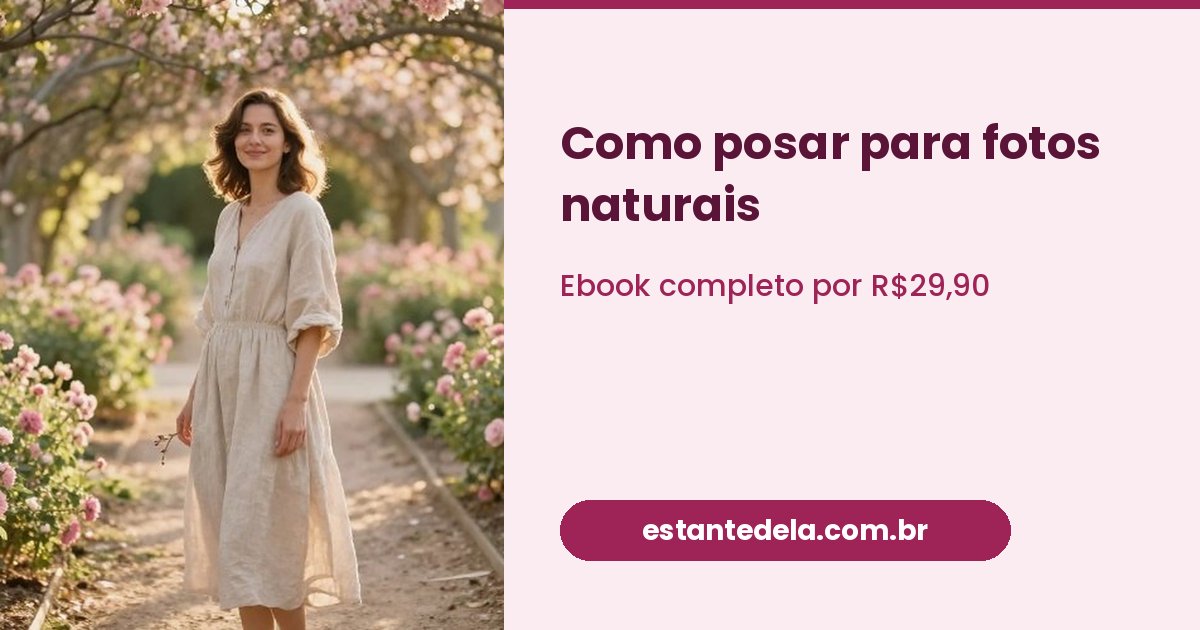 Como posar para fotos
naturais
Ebook completo por R$29,90
estantedela.com.br